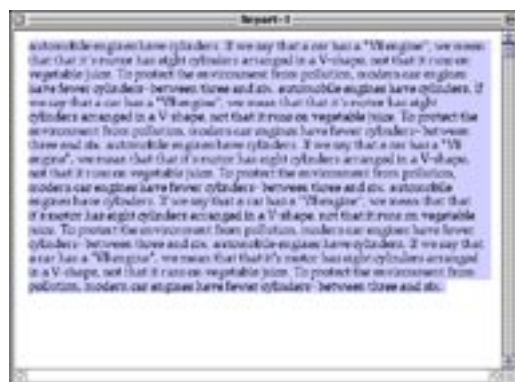 Report-1
automobile engines have cylinders. If we say that a car has a "V8 engine", we mean
that that it's motor has eight cylinders arranged in a V-shape, not that it runs on
vegetable juice. To protect the environment from pollution, modern car engines
have fewer cylinders- between three and six. automobile engines have cylinders. If
we say that a car has a "V8 engine", we mean that that it's motor has eight
cylinders arranged in a V-shape, not that it runs on vegetable juice. To protect the
environment from pollution, modern car engines have fewer cylinders- between
three and six. automobile engines have cylinders. If we say that a car has a "V8
engine", we mean that that it's motor has eight cylinders arranged in a V-shape,
not that it runs on vegetable juice. To protect the environment from pollution,
modern car engines have fewer cylinders- between three and six. automobile
engines have cylinders. If we say that a car has a "V8 engine", we mean that that
it's motor has eight cylinders arranged in a V-shape, not that it runs on vegetable
juice. To protect the environment from pollution, modern car engines have fewer
cylinders- between three and six. automobile engines have cylinders. If we say that
a car has a "V8 engine", we mean that that it's motor has eight cylinders arranged
in a V-shape, not that it runs on vegetable juice. To protect the environment from
pollution, modern car engines have fewer cylinders- between three and six.